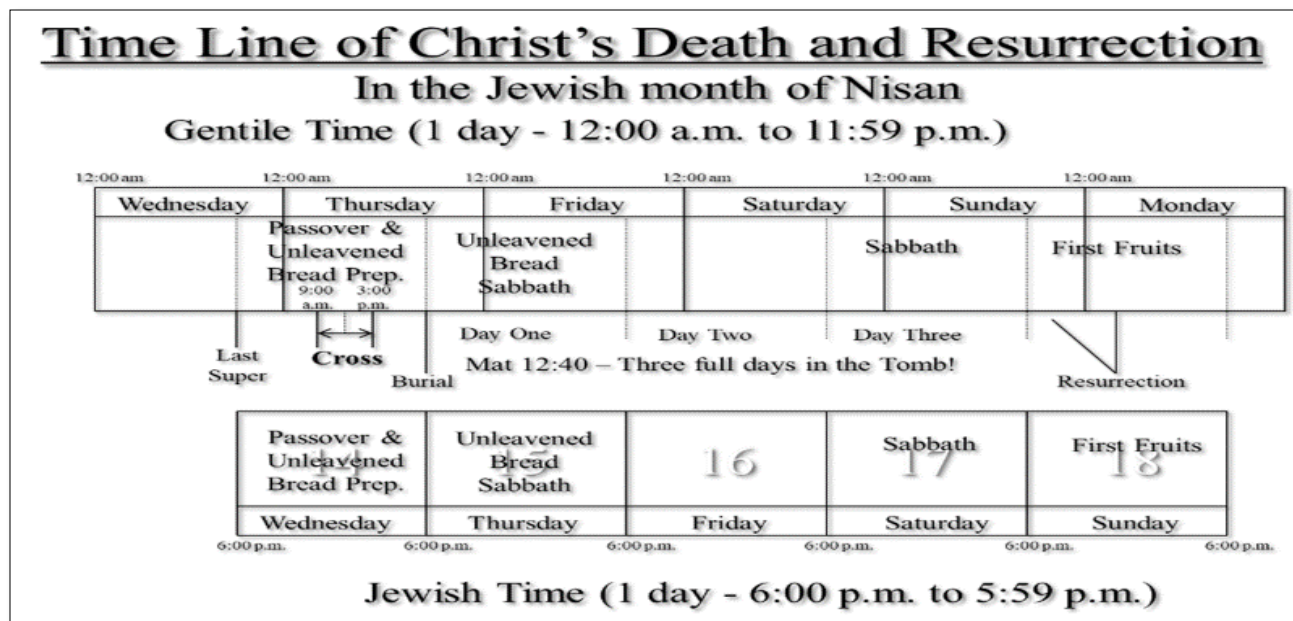 Time Line of Christ's Death and Resurrection
In the Jewish month of Nisan
Gentile Time (1 day - 12:00 a.m. to 11:59 p.m.)
12:00 am 12:00 am 12:00 am 12:00 am 12:00 am 12:00 am
Wednesday Thursday Friday Saturday Sunday Monday
Passover &
Unleavened
Bread Prep.
9:00
a.m.
3:00
p.m.
Unleavened
Bread
Sabbath
Sabbath
First Fruits
Last
Super
Cross
Burial
Day One Day Two Day Three
Mat 12:40 – Three full days in the Tomb!
Resurrection
Passover &
Unleavened
Bread Prep.
14
Unleavened
Bread
Sabbath
15
16
Sabbath
17
First Fruits
18
Wednesday Thursday Friday Saturday Sunday
6:00 p.m. 6:00 p.m. 6:00 p.m. 6:00 p.m. 6:00 p.m. 6:00 p.m.
Jewish Time (1 day - 6:00 p.m. to 5:59 p.m.)